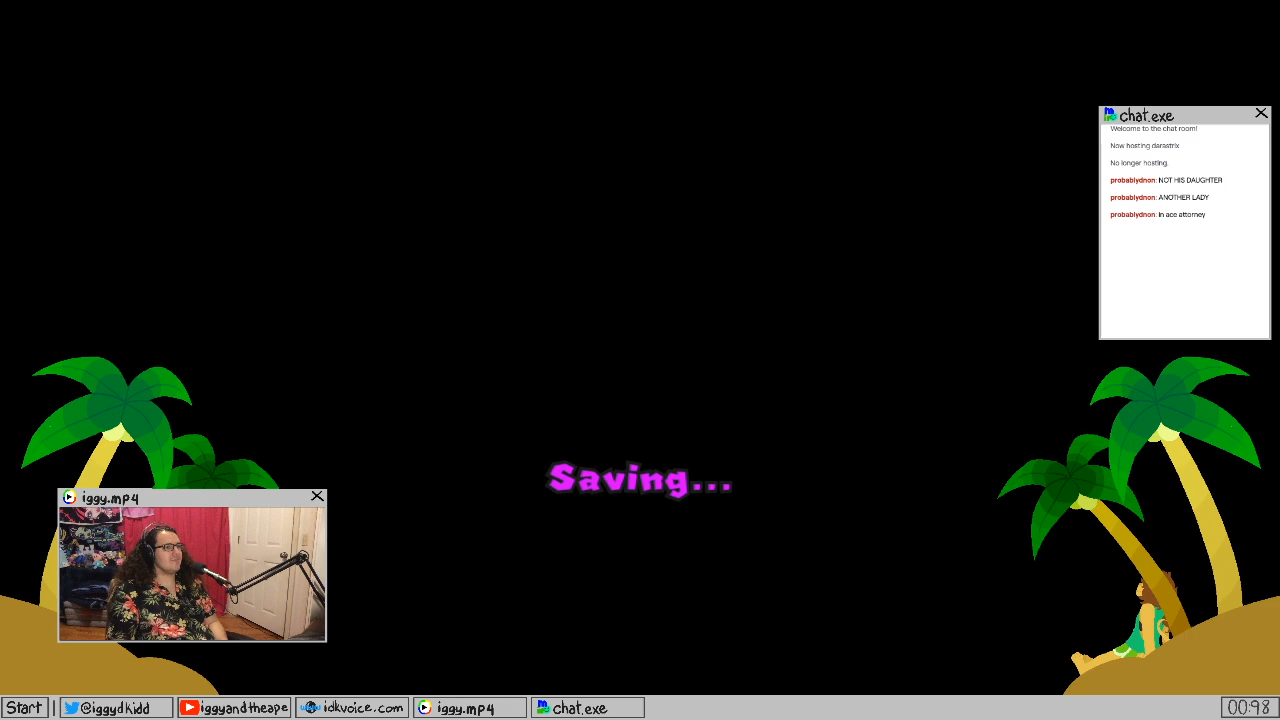 chat.exe
Welcome to the chat room!
Now hosting darastrix
No longer hosting.
probablydnon: NOT HIS DAUGHTER
probablydnon: ANOTHER LADY
probablydnon: in ace attorney
Saving...
iggy.mp4
Start | @iggydkidd iggyandtheape idkvoice.com iggy.mp4 chat.exe 00:98